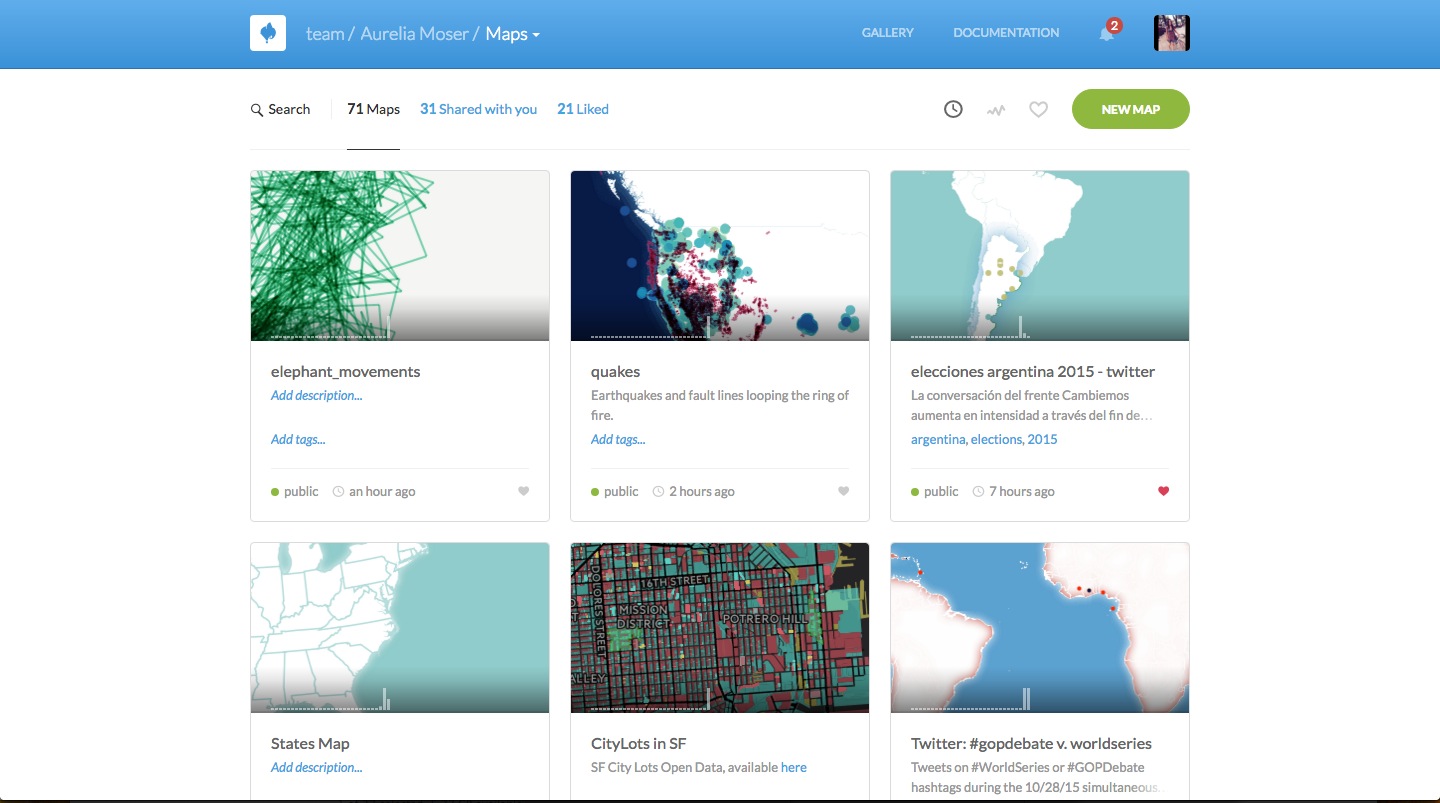 team / Aurelia Moser / Maps
GALLERY
DOCUMENTATION
2
Search
71 Maps
31 Shared with you
21 Liked
NEW MAP
elephant_movements
Add description...
Add tags...
public
an hour ago
quakes
Earthquakes and fault lines looping the ring of
fire.
Add tags...
public
2 hours ago
elecciones argentina 2015 - twitter
La conversación del frente Cambiemos
aumenta en intensidad a través del fin de…
argentina, elections, 2015
public
7 hours ago
States Map
Add description...
16TH STREET
DOLORES STREET
MISSION
DISTRICT
POTRERO HILL
ALLEY
CityLots in SF
SF City Lots Open Data, available here
Twitter: #gopdebate v. worldseries
Tweets on #WorldSeries or #GOPDebate
hashtags during the 10/28/15 simultaneous…